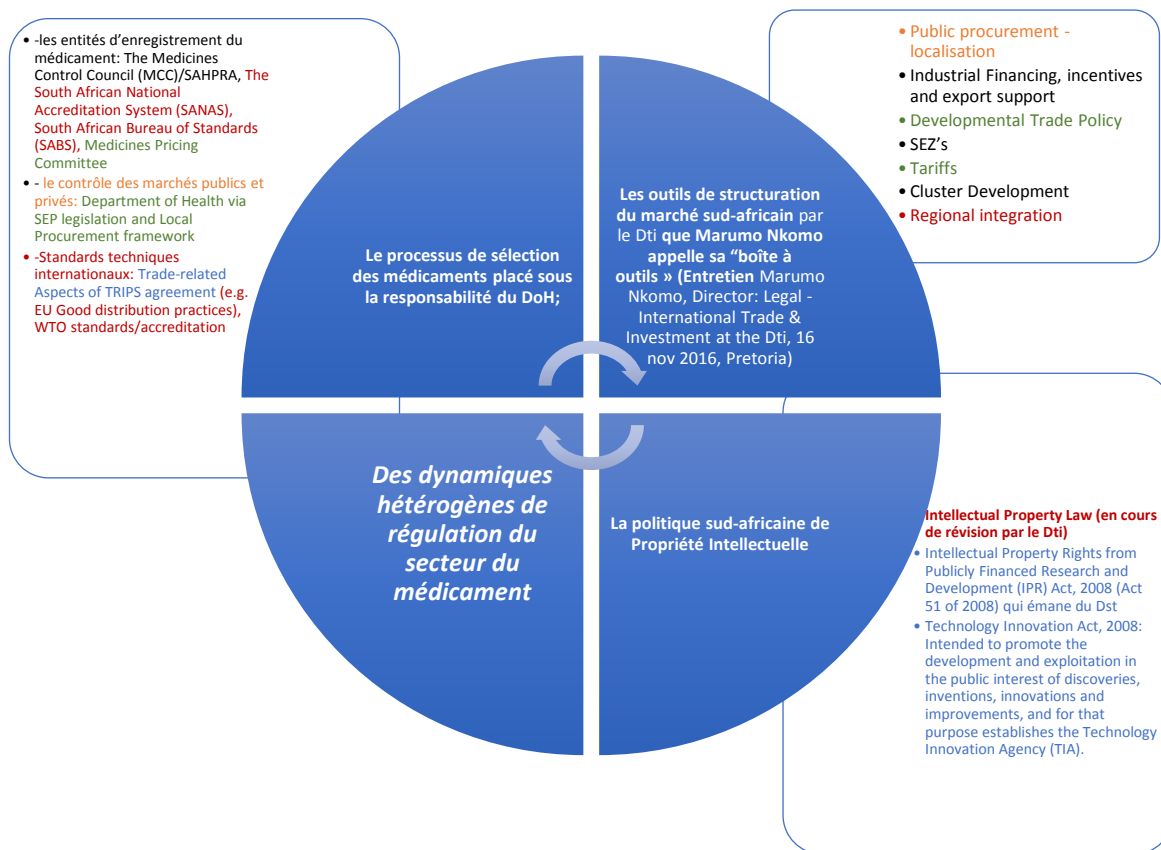 • -les entités d'enregistrement du
médicament: The Medicines
Control Council (MCC)/SAHPRA, The
South African National
Accreditation System (SANAS),
South African Bureau of Standards
(SABS), Medicines Pricing
Committee
• - le contrôle des marchés publics et
privés: Department of Health via
SEP legislation and Local
Procurement framework
• -Standards techniques
internationaux: Trade-related
Aspects of TRIPS agreement (e.g.
EU Good distribution practices),
WTO standards/accreditation
Le processus de sélection
des médicaments placé sous
la responsabilité du DoH;
Les outils de structuration
du marché sud-africain par
le Dti que Marumo Nkomo
appelle sa "boîte à
outils » (Entretien Marumo
Nkomo, Director: Legal -
International Trade &
Investment at the Dti, 16
nov 2016, Pretoria)
• Public procurement -
localisation
• Industrial Financing, incentives
and export support
• Developmental Trade Policy
• SEZ's
• Tariffs
• Cluster Development
• Regional integration
Des dynamiques
hétérogènes de
régulation du
secteur du
médicament
La politique sud-africaine de
Propriété Intellectuelle
Intellectual Property Law (en cours
de révision par le Dti)
• Intellectual Property Rights from
Publicly Financed Research and
Development (IPR) Act, 2008 (Act
51 of 2008) qui émane du Dst
• Technology Innovation Act, 2008:
Intended to promote the
development and exploitation in
the public interest of discoveries,
inventions, innovations and
improvements, and for that
purpose establishes the Technology
Innovation Agency (TIA).